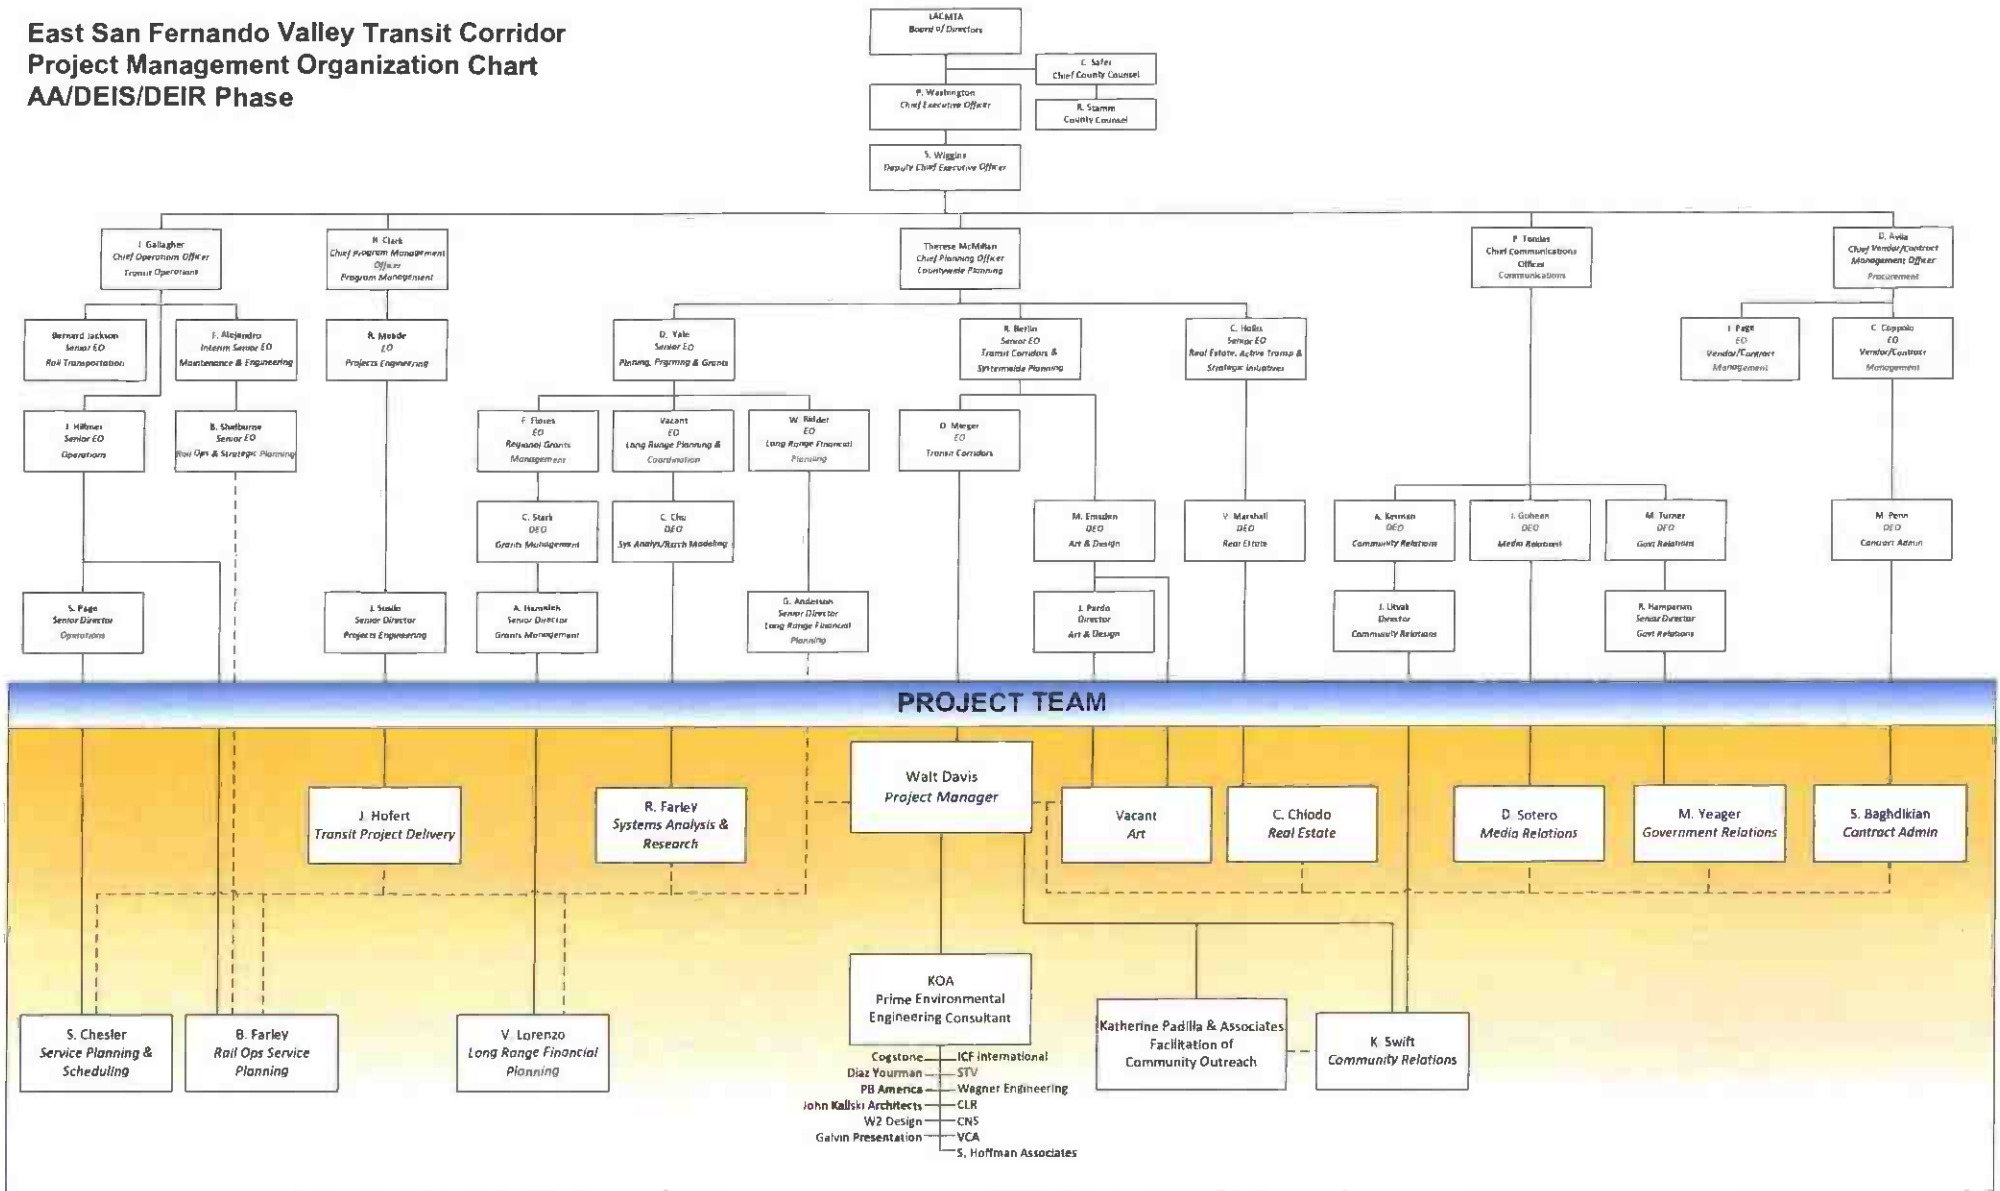 East San Fernando Valley Transit Corridor
Project Management Organization Chart
AA/DEIS/DEIR Phase
LACMTA
Board of Directors
C. Safer
Chief County Counsel
P. Washington
Chief Executive Officer
R. Stamm
County Counsel
S. Wiggins
Deputy Chief Executive Officer
J. Gallagher
Chief Operations Officer
Transit Operations
R. Clark
Chief Program Management
Officer
Program Management
Therese McMillan
Chief Planning Officer
Countywide Planning
Chief Communications
Officer
Communications
D. Avila
Chief Vendor/Contract
Management Officer
Procurement
Bernard Jackson
Senior EO
Rail Transportation
F. Alejandro
Interim Senior EO
Maintenance & Engineering
R. Meade
EO
Projects Engineering
D. Yale
Senior EO
Plnning, Prgrmng & Grants
R. Berlin
Senior EO
Transit Corridors &
Systemwide Planning
Senior EO
Real Estate, Active Transp &
Strategic Initiatives
Page
EO
Vendor/Contract
Management
C. Coppolo
EO
Vendor/Contract
Management
J. Hillmer
Senior EO
Operations
B. Shelburne
Senior EO
Rail Ops & Strategic Planning
F. Flores
EO
Regional Grants
Management
Vacant
EO
Long Range Planning &
Coordination
W. Ridder
EO
Long Range Financial
Planning
D. Mieger
EO
Transit Corridors
C. Stark
DEO
Grants Management
C. Chu
DEO
Sys Analys/Rsrch Modeling
M. Emsden
DEO
Art & Design
V. Marshall
DEO
Real Estate
A. Kerman
DEO
Community Relations
J. Goheen
DEO
Media Relations
M. Turner
DEO
Govt Relations
M. Penn
DEO
Contract Admin
S. Page
Senior Director
Operations
Senior Director
Projects Engineering
A. Hamrick
Senior Director
Grants Management
G. Anderson
Senior Director
Long Range Financial
Planning
J. Pardo
Director
Art & Design
J. Litvak
Director
Community Relations
R. Hamparian
Senior Director
Govt Relations
PROJECT TEAM
Walt Davis
Project Manager
J. Hofert
Transit Project Delivery
R. Farley
Systems Analysis &
Research
Vacant
Art
C. Chiodo
Real Estate
D. Sotero
Media Relations
M. Yeager
Government Relations
S. Baghdikian
Contract Admin
S. Chesler
Service Planning &
Scheduling
B. Farley
Rail Ops Service
Planning
V. Lorenzo
Long Range Financial
Planning
KOA
Prime Environmental
Engineering Consultant
Katherine Padilla & Associates
Facilitation of
Community Outreach
K. Swift
Community Relations
Cogstone
ICF International
Diaz Yourman
STV
PB America
Wagner Engineering
John Kaliski Architects
CLR
W2 Design
CNS
Galvin Presentation
VCA
S. Hoffman Associates